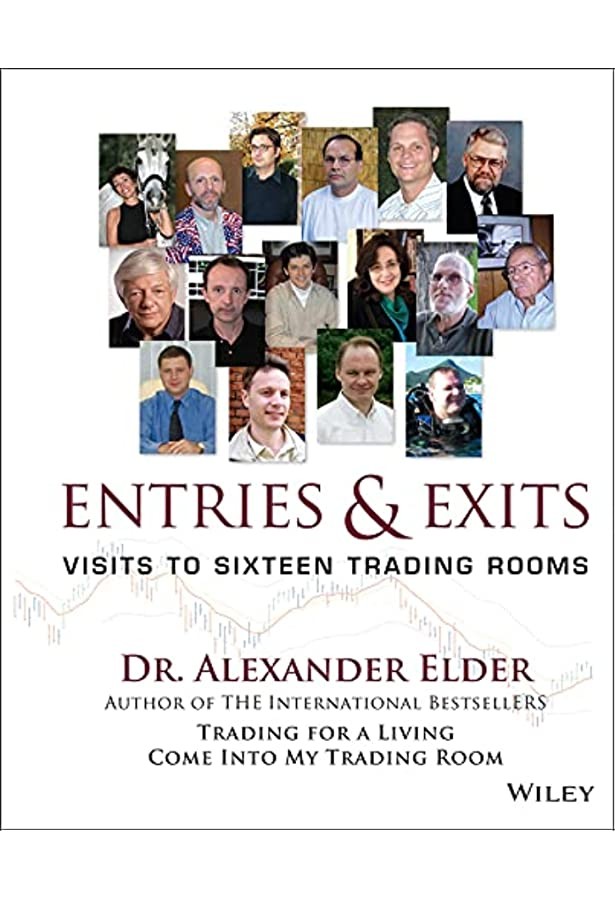 ENTRIES & EXITS
VISITS TO SIXTEEN TRADING ROOMS
DR. ALEXANDER ELDER
AUTHOR OF THE INTERNATIONAL BESTSELLERS
TRADING FOR A LIVING
COME INTO MY TRADING ROOM
WILEY